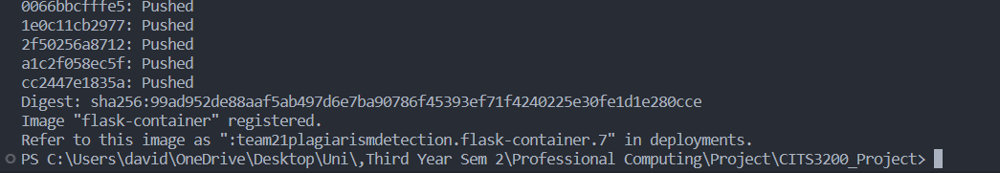 0066bbcfffe5: Pushed
1e0c11cb2977: Pushed
2f50256a8712: Pushed
a1c2f058ec5f: Pushed
cc2447e1835a: Pushed
Digest: sha256:99ad952de88aaf5ab497d6e7ba90786f45393ef71f4240225e30fe1d1e280cce
Image "flask-container" registered.
Refer to this image as ":team21plagiarismdetection.flask-container.7" in deployments.
PS C:\Users\david\OneDrive\Desktop\Uni\,Third Year Sem 2\Professional Computing\Project\CITS3200_Project>